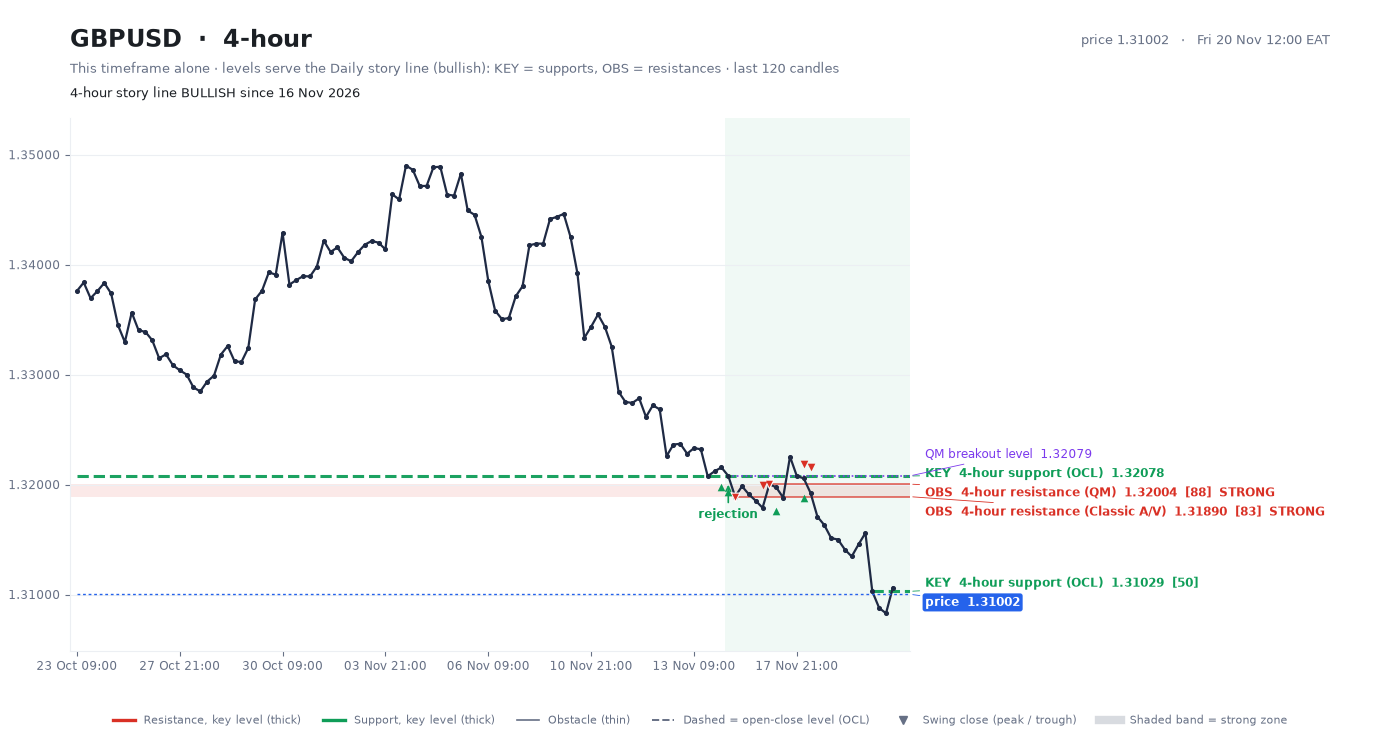 GBPUSD · 4-hour
price 1.31002 · Fri 20 Nov 12:00 EAT
This timeframe alone · levels serve the Daily story line (bullish): KEY = supports, OBS = resistances · last 120 candles
4-hour story line BULLISH since 16 Nov 2026
1.35000
1.34000
1.33000
1.32000
1.31000
QM breakout level 1.32079
KEY 4-hour support (OCL) 1.32078
OBS 4-hour resistance (QM) 1.32004 [88] STRONG
OBS 4-hour resistance (Classic A/V) 1.31890 [83] STRONG
rejection
KEY 4-hour support (OCL) 1.31029 [50]
price 1.31002
23 Oct 09:00 27 Oct 21:00 30 Oct 09:00 03 Nov 21:00 06 Nov 09:00 10 Nov 21:00 13 Nov 09:00 17 Nov 21:00
Resistance, key level (thick) Support, key level (thick) Obstacle (thin) Dashed = open-close level (OCL) Swing close (peak / trough) Shaded band = strong zone